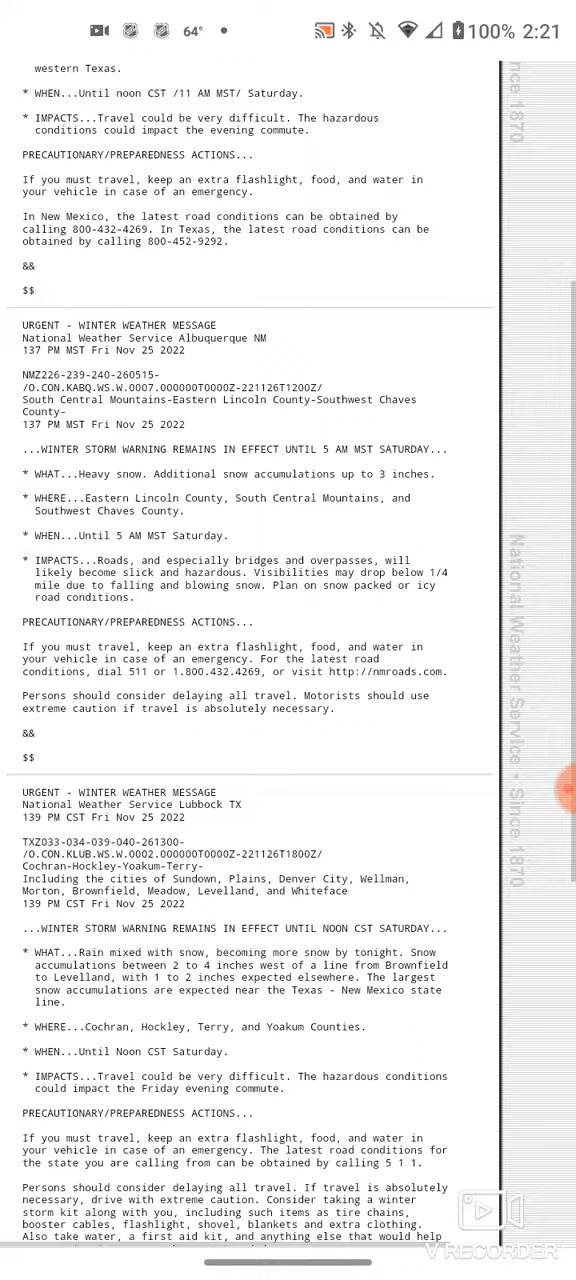 64° 100% 2:21
western Texas.
* WHEN...Until noon CST /11 AM MST/ Saturday.
* IMPACTS...Travel could be very difficult. The hazardous
conditions could impact the evening commute.
PRECAUTIONARY/PREPAREDNESS ACTIONS...
If you must travel, keep an extra flashlight, food, and water in
your vehicle in case of an emergency.
In New Mexico, the latest road conditions can be obtained by
calling 800-432-4269. In Texas, the latest road conditions can be
obtained by calling 800-452-9292.
&&
$$
URGENT - WINTER WEATHER MESSAGE
National Weather Service Albuquerque NM
137 PM MST Fri Nov 25 2022
NMZ226-239-240-260515-
/O.CON.KABQ.WS.W.0007.000000T0000Z-221126T1200Z/
South Central Mountains-Eastern Lincoln County-Southwest Chaves
County-
137 PM MST Fri Nov 25 2022
...WINTER STORM WARNING REMAINS IN EFFECT UNTIL 5 AM MST SATURDAY...
* WHAT...Heavy snow. Additional snow accumulations up to 3 inches.
* WHERE...Eastern Lincoln County, South Central Mountains, and
Southwest Chaves County.
* WHEN...Until 5 AM MST Saturday.
* IMPACTS...Roads, and especially bridges and overpasses, will
likely become slick and hazardous. Visibilities may drop below 1/4
mile due to falling and blowing snow. Plan on snow packed or icy
road conditions.
PRECAUTIONARY/PREPAREDNESS ACTIONS...
If you must travel, keep an extra flashlight, food, and water in
your vehicle in case of an emergency. For the latest road
conditions, dial 511 or 1.800.432.4269, or visit http://nmroads.com.
Persons should consider delaying all travel. Motorists should use
extreme caution if travel is absolutely necessary.
&&
$$
URGENT - WINTER WEATHER MESSAGE
National Weather Service Lubbock TX
139 PM CST Fri Nov 25 2022
TXZ033-034-039-040-261300-
/O.CON.KLUB.WS.W.0002.000000T0000Z-221126T1800Z/
Cochran-Hockley-Yoakum-Terry-
Including the cities of Sundown, Plains, Denver City, Wellman,
Morton, Brownfield, Meadow, Levelland, and Whiteface
139 PM CST Fri Nov 25 2022
...WINTER STORM WARNING REMAINS IN EFFECT UNTIL NOON CST SATURDAY...
* WHAT...Rain mixed with snow, becoming more snow by tonight. Snow
accumulations between 2 to 4 inches west of a line from Brownfield
to Levelland, with 1 to 2 inches expected elsewhere. The largest
snow accumulations are expected near the Texas - New Mexico state
line.
* WHERE...Cochran, Hockley, Terry, and Yoakum Counties.
* WHEN...Until Noon CST Saturday.
* IMPACTS...Travel could be very difficult. The hazardous conditions
could impact the Friday evening commute.
PRECAUTIONARY/PREPAREDNESS ACTIONS...
If you must travel, keep an extra flashlight, food, and water in
your vehicle in case of an emergency. The latest road conditions for
the state you are calling from can be obtained by calling 5 1 1.
Persons should consider delaying all travel. If travel is absolutely
necessary, drive with extreme caution. Consider taking a winter
storm kit along with you, including such items as tire chains,
booster cables, flashlight, shovel, blankets and extra clothing.
Also take water, a first aid kit, and anything else that would help
nce 1870
National Weather Service • Since 1870
V RECORDER